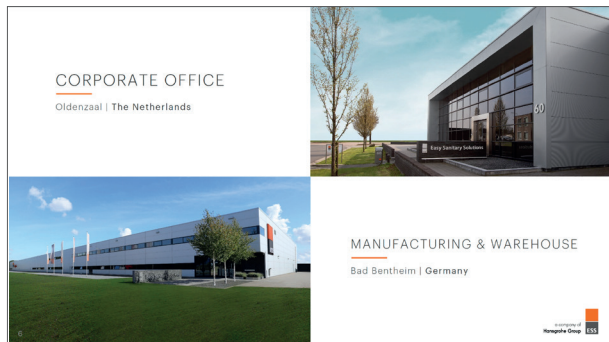 CORPORATE OFFICE
Oldenzaal | The Netherlands
60
Easy Sanitary Solutions
MANUFACTURING & WAREHOUSE
Bad Bentheim | Germany
a company of
Hansgrohe Group
ESS